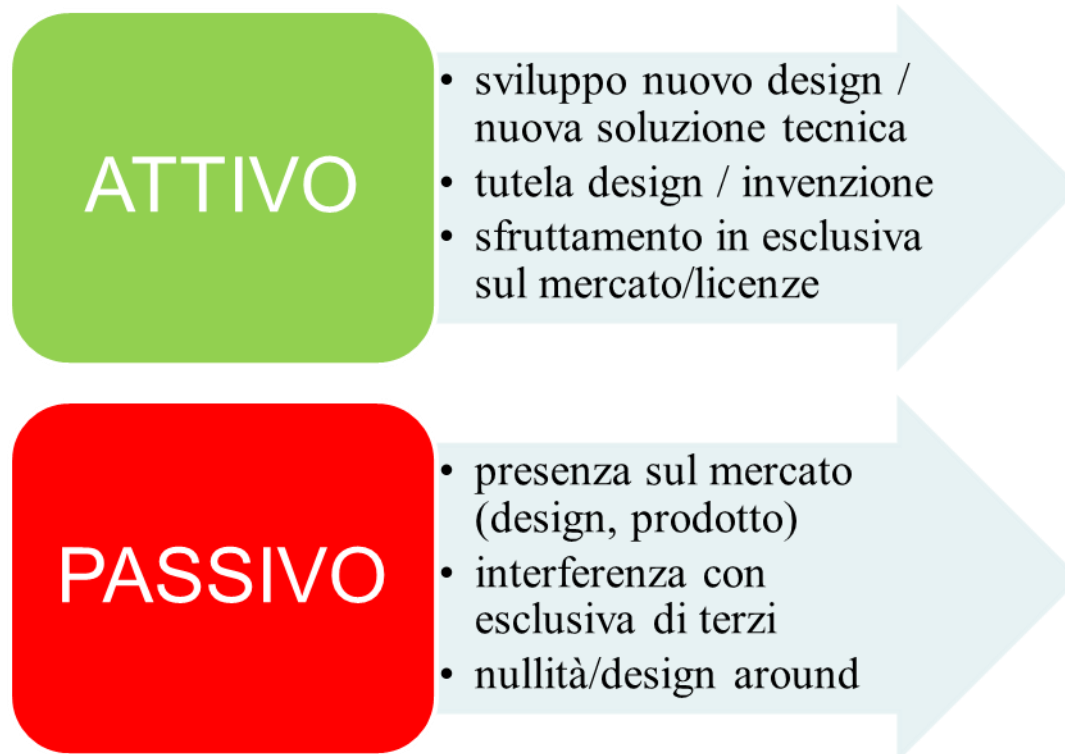 ATTIVO
• sviluppo nuovo design /
nuova soluzione tecnica
• tutela design / invenzione
• sfruttamento in esclusiva
sul mercato/licenze
PASSIVO
• presenza sul mercato
(design, prodotto)
• interferenza con
esclusiva di terzi
• nullità/design around